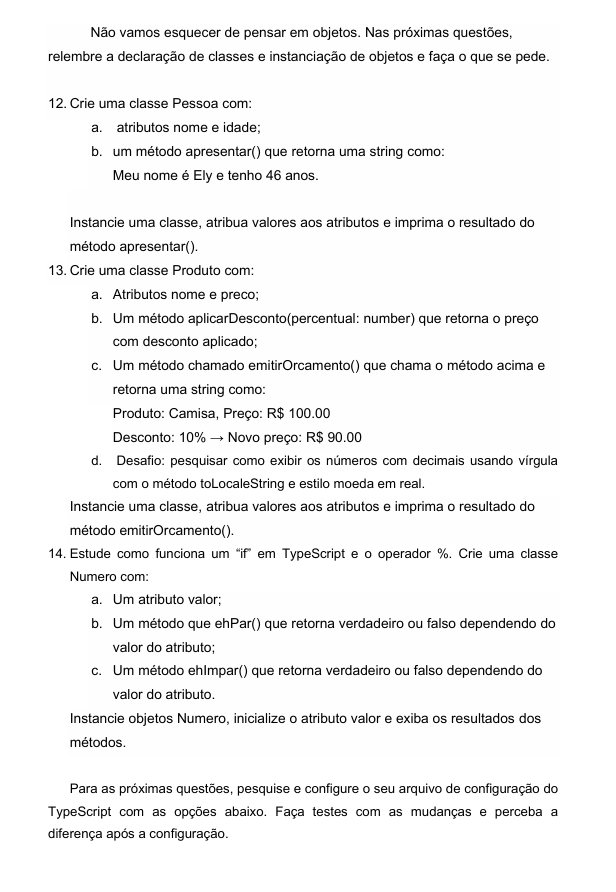 Não vamos esquecer de pensar em objetos. Nas próximas questões,
relembre a declaração de classes e instanciação de objetos e faça o que se pede.
12. Crie uma classe Pessoa com:
a. atributos nome e idade;
b. um método apresentar() que retorna uma string como:
Meu nome é Ely e tenho 46 anos.
Instancie uma classe, atribua valores aos atributos e imprima o resultado do
método apresentar().
13. Crie uma classe Produto com:
a. Atributos nome e preco;
b. Um método aplicarDesconto(percentual: number) que retorna o preço
com desconto aplicado;
c. Um método chamado emitirOrcamento() que chama o método acima e
retorna uma string como:
Produto: Camisa, Preço: R$ 100.00
Desconto: 10% → Novo preço: R$ 90.00
d. Desafio: pesquisar como exibir os números com decimais usando vírgula
com o método toLocaleString e estilo moeda em real.
Instancie uma classe, atribua valores aos atributos e imprima o resultado do
método emitirOrcamento().
14. Estude como funciona um “if” em TypeScript e o operador %. Crie uma classe
Numero com:
a. Um atributo valor;
b. Um método que ehPar() que retorna verdadeiro ou falso dependendo do
valor do atributo;
c. Um método ehImpar() que retorna verdadeiro ou falso dependendo do
valor do atributo.
Instancie objetos Numero, inicialize o atributo valor e exiba os resultados dos
métodos.
Para as próximas questões, pesquise e configure o seu arquivo de configuração do
TypeScript com as opções abaixo. Faça testes com as mudanças e perceba a
diferença após a configuração.